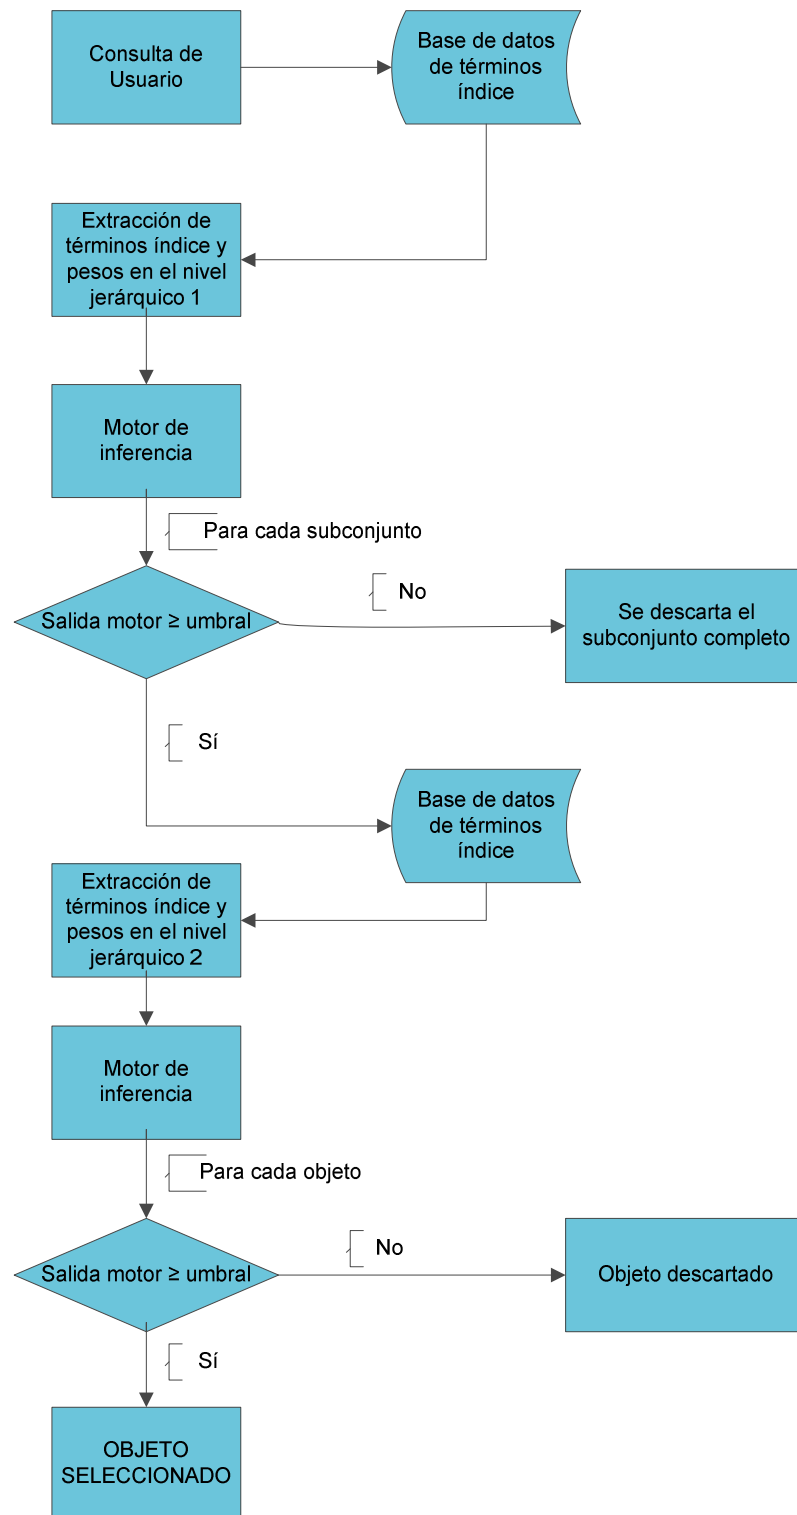 Consulta de
Usuario
Base de datos
de términos
índice
Extracción de
términos índice y
pesos en el nivel
jerárquico 1
Motor de
inferencia
Para cada subconjunto
Salida motor ≥ umbral
No
Se descarta el
subconjunto completo
Sí
Base de datos
de términos
índice
Extracción de
términos índice y
pesos en el nivel
jerárquico 2
Motor de
inferencia
Para cada objeto
Salida motor ≥ umbral
No
Objeto descartado
Sí
OBJETO
SELECCIONADO